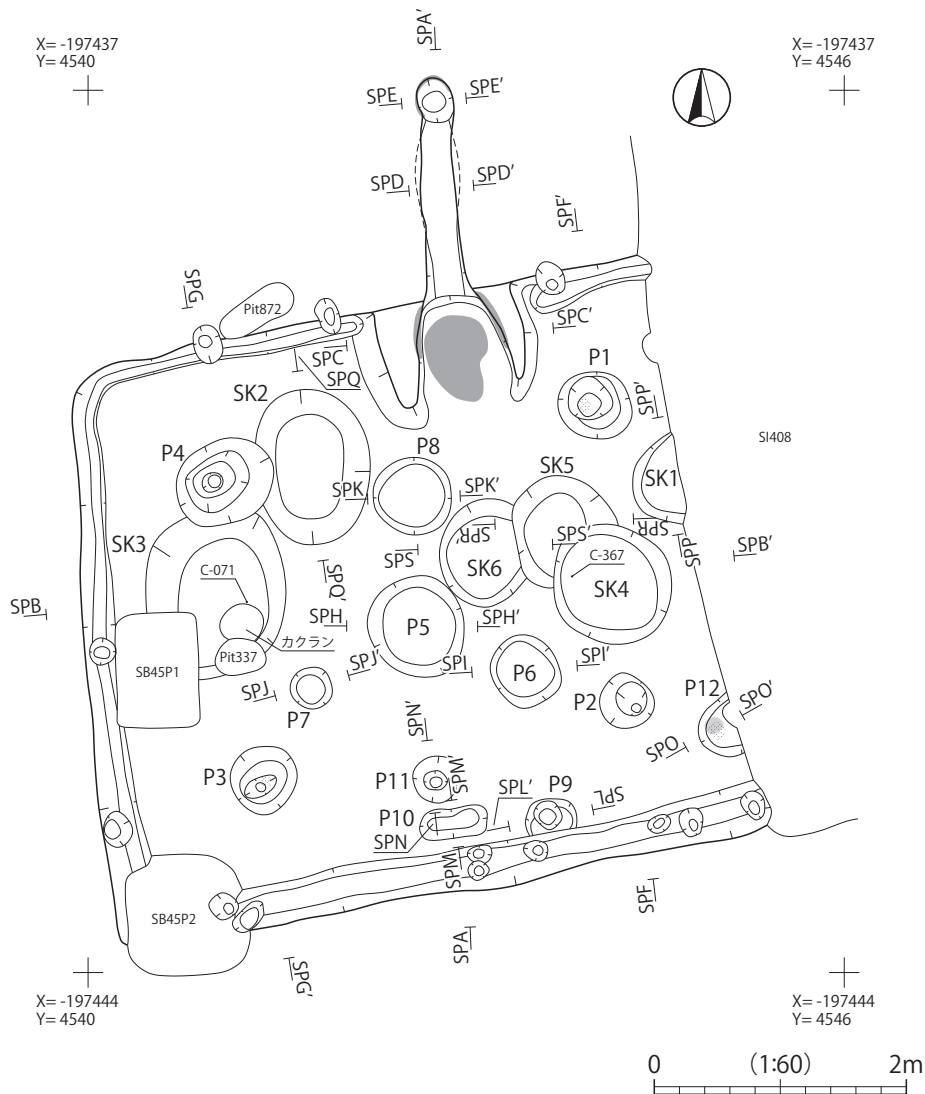 SPA'
X= -197437
Y= 4540
X= -197437
Y= 4546
SPE
SPE'
SPD
SPD'
SPF'
SPG
Pit872
SPC'
SPC
SPQ
P1
SK2
SPP'
SI408
P4
P8
SK5
SK1
SPK
SPK'
SPR'
SPR
SK3
SPS
SPS'
SPP
SPB'
C-071
SPQ'
SK6
C-367
SK4
SPB
SPH
P5
SPH'
カクラン
Pit337
SB45P1
SPJ'
SPI
SPI'
P6
SPJ
P7
P2
P12
SPO'
SPN'
SPO
P3
P11
SPM'
SPL'
P9
SPL
P10
SPN
SPM
SPF
SB45P2
SPA
SPG'
X= -197444
Y= 4540
X= -197444
Y= 4546
0 (1:60) 2m